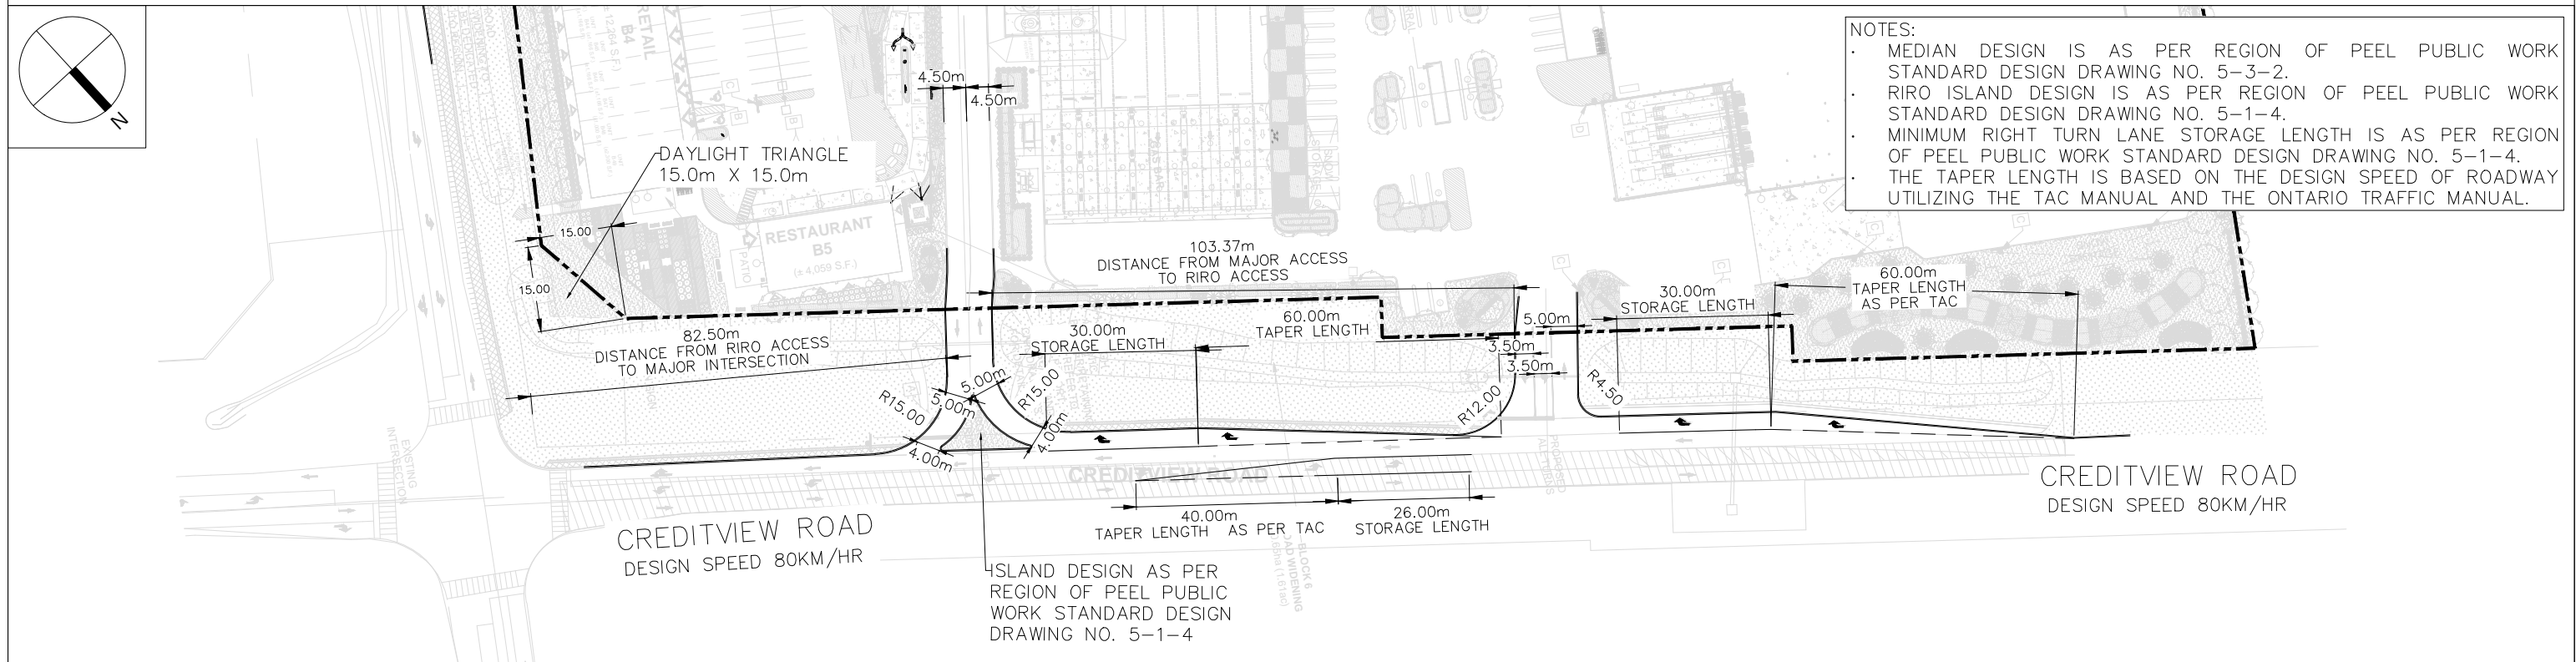 N
NOTES:
· MEDIAN DESIGN IS AS PER REGION OF PEEL PUBLIC WORK
STANDARD DESIGN DRAWING NO. 5-3-2.
· RIRO ISLAND DESIGN IS AS PER REGION OF PEEL PUBLIC WORK
STANDARD DESIGN DRAWING NO. 5-1-4.
· MINIMUM RIGHT TURN LANE STORAGE LENGTH IS AS PER REGION
OF PEEL PUBLIC WORK STANDARD DESIGN DRAWING NO. 5-1-4.
· THE TAPER LENGTH IS BASED ON THE DESIGN SPEED OF ROADWAY
UTILIZING THE TAC MANUAL AND THE ONTARIO TRAFFIC MANUAL.
RETAIL
B4
4.50m
4.50m
DAYLIGHT TRIANGLE
15.0m X 15.0m
15.00
15.00
RESTAURANT
B5
(± 4,059 S.F.)
PATIO
103.37m
DISTANCE FROM MAJOR ACCESS
TO RIRO ACCESS
82.50m
DISTANCE FROM RIRO ACCESS
TO MAJOR INTERSECTION
30.00m
STORAGE LENGTH
60.00m
TAPER LENGTH
5.00m
3.50m
3.50m
30.00m
STORAGE LENGTH
60.00m
TAPER LENGTH
AS PER TAC
R15.00
5.00m
5.00m
R15.00
4.00m
4.00m
R12.00
R4.50
EXISTING
INTERSECTION
PROPOSED
ALL TURNS
CREDITVIEW ROAD
CREDITVIEW ROAD
DESIGN SPEED 80KM/HR
CREDITVIEW ROAD
DESIGN SPEED 80KM/HR
40.00m
TAPER LENGTH AS PER TAC
26.00m
STORAGE LENGTH
BLOCK 6
ISLAND DESIGN AS PER
REGION OF PEEL PUBLIC
WORK STANDARD DESIGN
DRAWING NO. 5-1-4